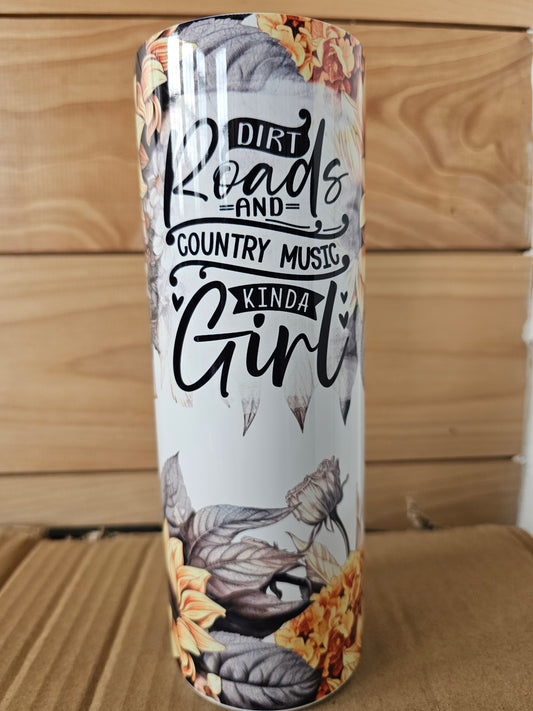 DIRT
Roads
AND
COUNTRY MUSIC
KINDA
Girl